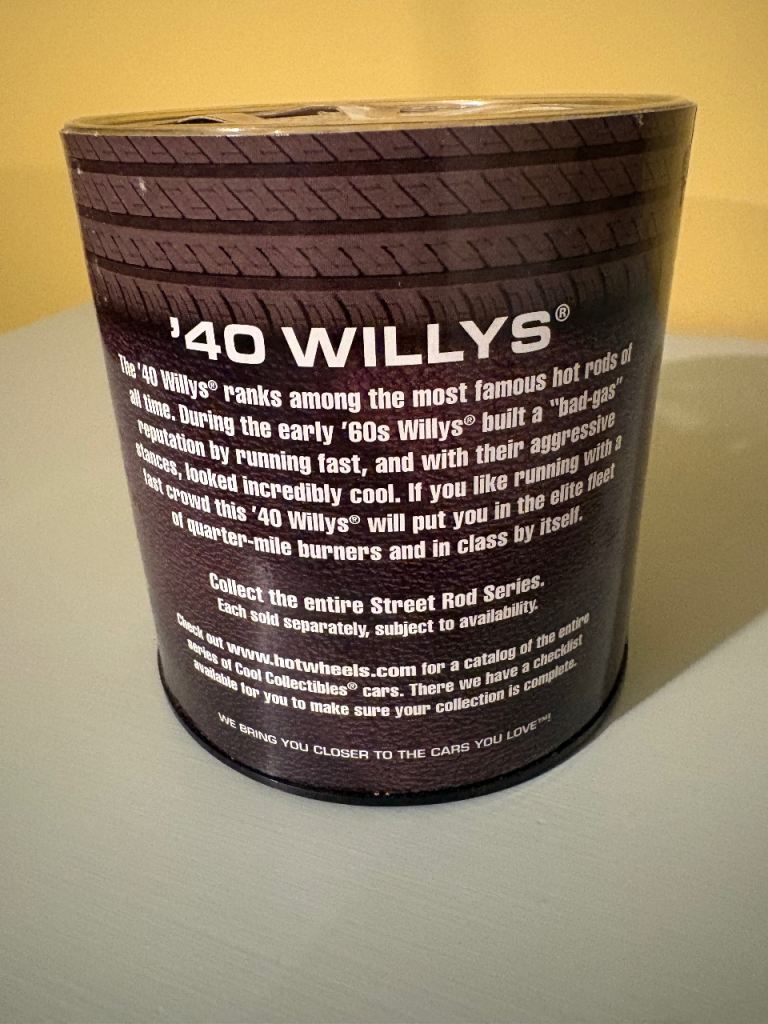 '40 WILLYS®
The '40 Willys® ranks among the most famous hot rods of
all time. During the early '60s Willys® built a "bad-gas"
reputation by running fast, and with their aggressive
stances, looked incredibly cool. If you like running with a
fast crowd this '40 Willys® will put you in the elite fleet
of quarter-mile burners and in class by itself.
Collect the entire Street Rod Series.
Each sold separately, subject to availability.
Check out www.hotwheels.com for a catalog of the entire
series of Cool Collectibles® cars. There we have a checklist
available for you to make sure your collection is complete.
WE BRING YOU CLOSER TO THE CARS YOU LOVE™!